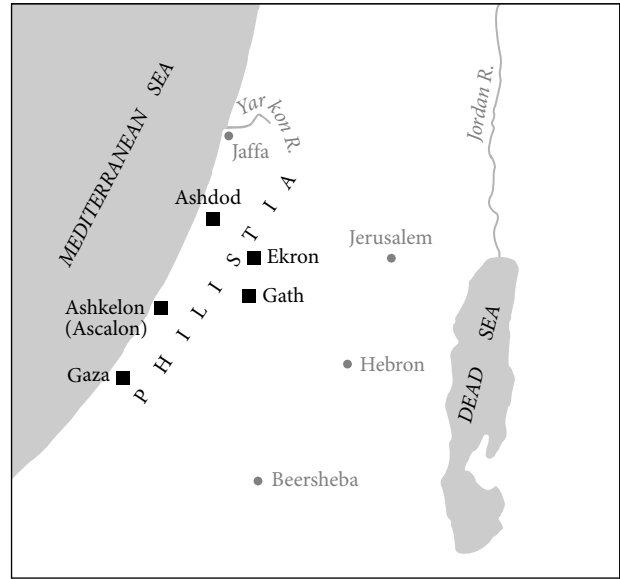 MEDITERRANEAN SEA
Jordan R.
Yarkon R.
Jaffa
Ashdod
PHILISTIA
Jerusalem
Ekron
Gath
Ashkelon
(Ascalon)
DEAD SEA
Hebron
Gaza
Beersheba